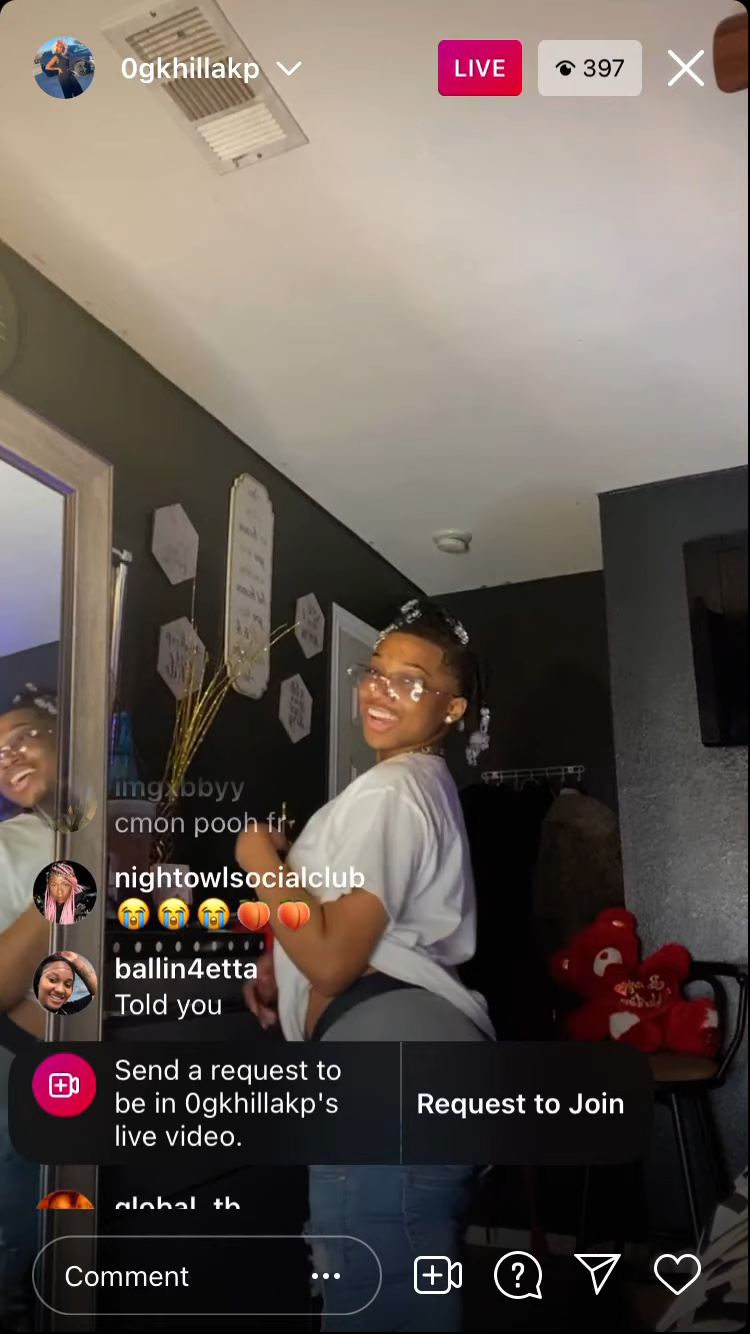 0gkhillakp
LIVE
397
imgxbbyy
cmon pooh fr
nightowlsocialclub
😭😭😭🍑🍑
ballin4etta
Told you
Send a request to
be in 0gkhillakp's
live video.
Request to Join
global_tb
Comment